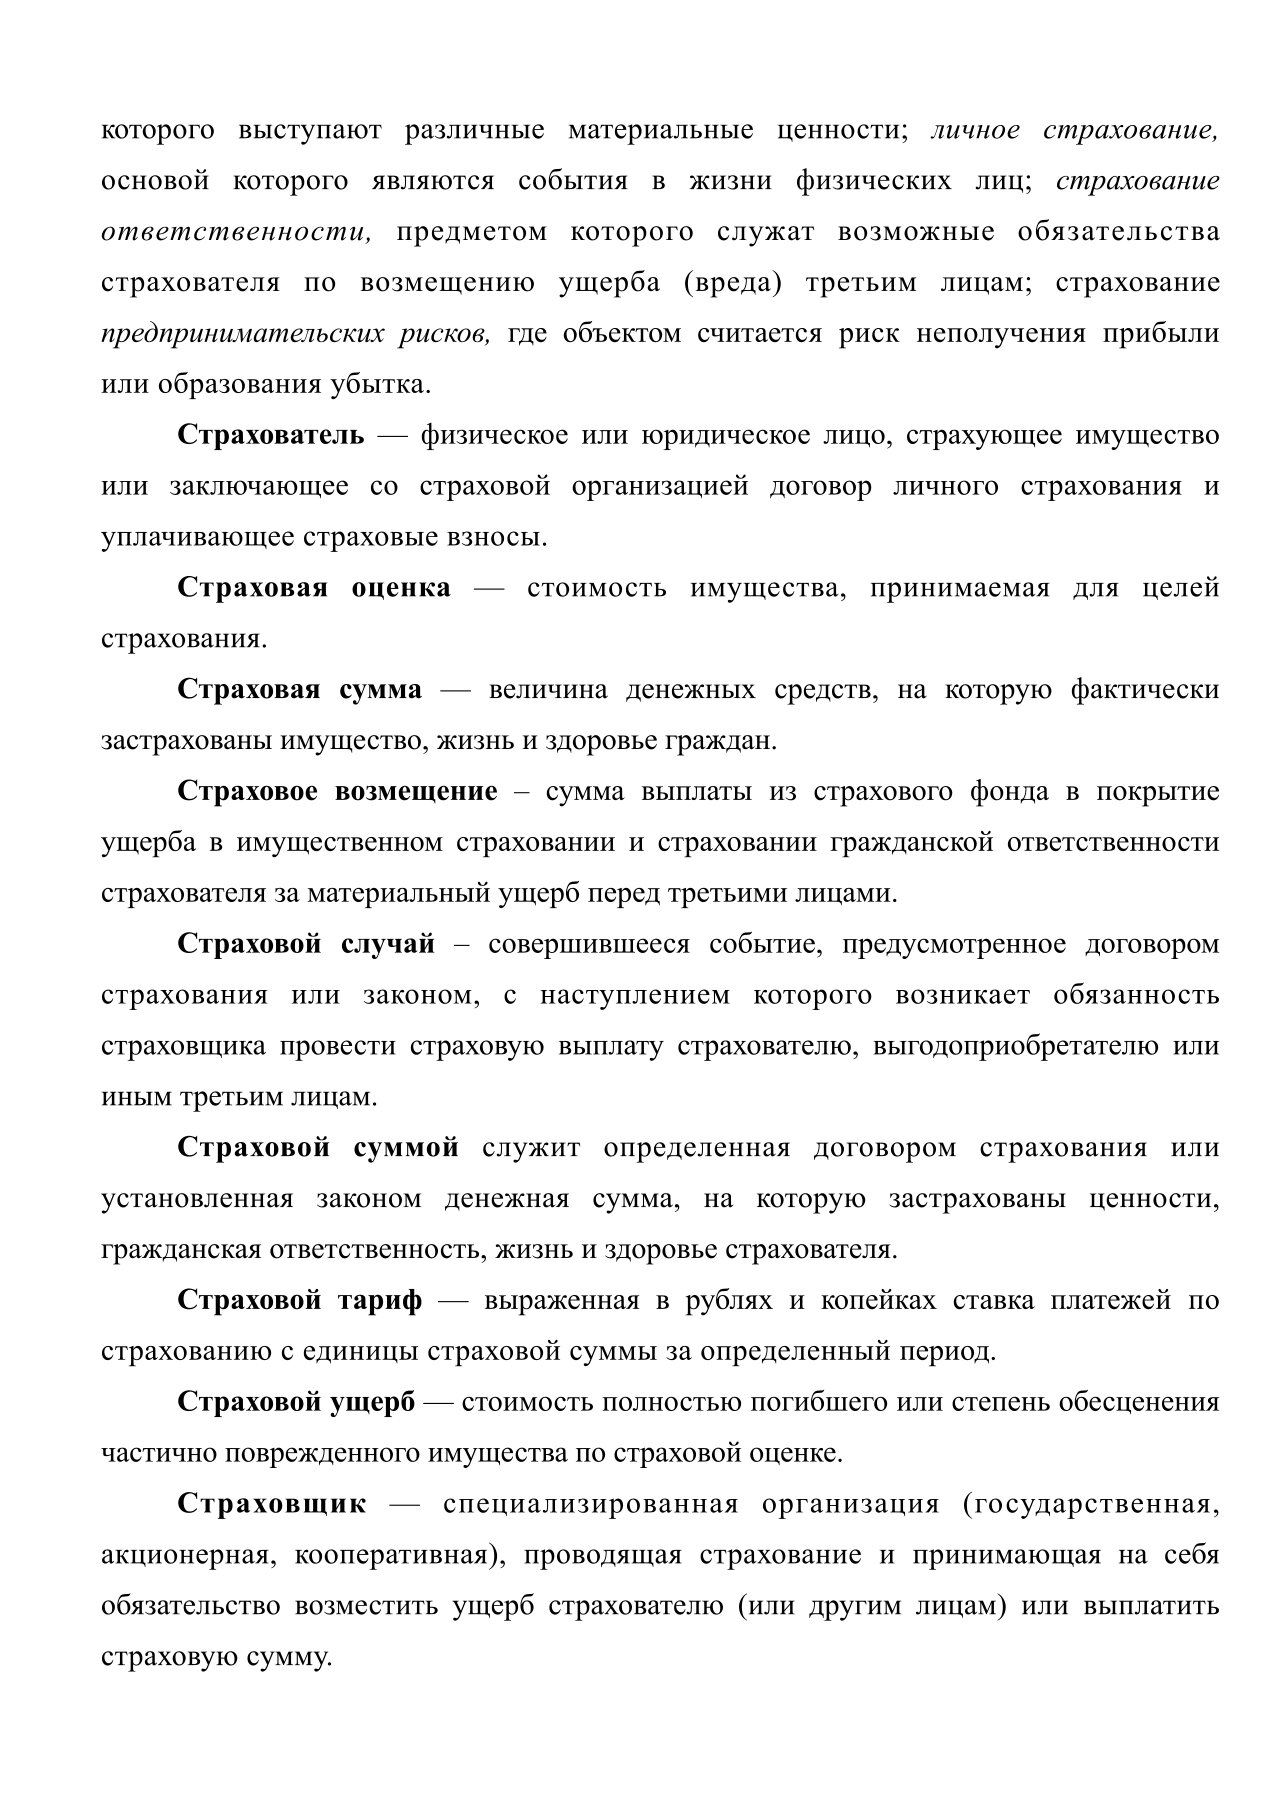 которого выступают различные материальные ценности; личное страхование,
основой которого являются события в жизни физических лиц; страхование
ответственности, предметом которого служат возможные обязательства
страхователя по возмещению ущерба (вреда) третьим лицам; страхование
предпринимательских рисков, где объектом считается риск неполучения прибыли
или образования убытка.
Страхователь — физическое или юридическое лицо, страхующее имущество
или заключающее со страховой организацией договор личного страхования и
уплачивающее страховые взносы.
Страховая оценка — стоимость имущества, принимаемая для целей
страхования.
Страховая сумма — величина денежных средств, на которую фактически
застрахованы имущество, жизнь и здоровье граждан.
Страховое возмещение – сумма выплаты из страхового фонда в покрытие
ущерба в имущественном страховании и страховании гражданской ответственности
страхователя за материальный ущерб перед третьими лицами.
Страховой случай – совершившееся событие, предусмотренное договором
страхования или законом, с наступлением которого возникает обязанность
страховщика провести страховую выплату страхователю, выгодоприобретателю или
иным третьим лицам.
Страховой суммой служит определенная договором страхования или
установленная законом денежная сумма, на которую застрахованы ценности,
гражданская ответственность, жизнь и здоровье страхователя.
Страховой тариф — выраженная в рублях и копейках ставка платежей по
страхованию с единицы страховой суммы за определенный период.
Страховой ущерб — стоимость полностью погибшего или степень обесценения
частично поврежденного имущества по страховой оценке.
Страховщик — специализированная организация (государственная,
акционерная, кооперативная), проводящая страхование и принимающая на себя
обязательство возместить ущерб страхователю (или другим лицам) или выплатить
страховую сумму.